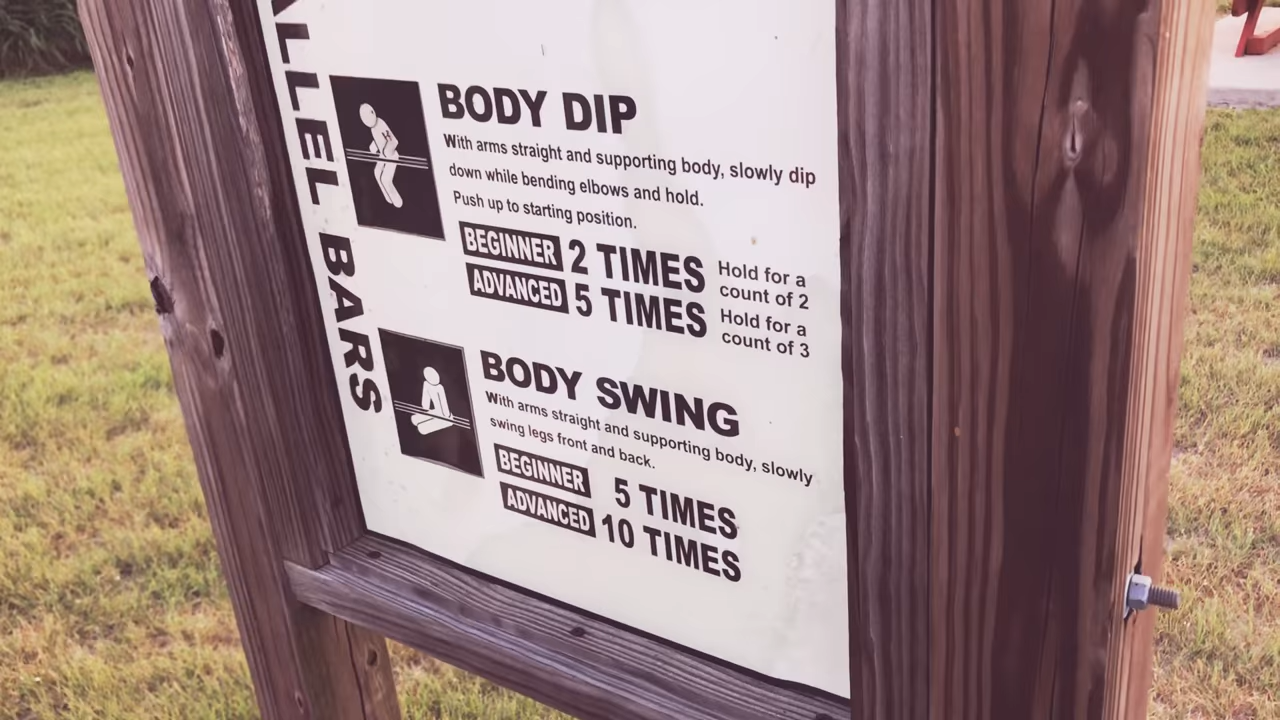 ALLEL BARS
BODY DIP
With arms straight and supporting body, slowly dip
down while bending elbows and hold.
Push up to starting position.
BEGINNER 2 TIMES Hold for a
count of 2
ADVANCED 5 TIMES Hold for a
count of 3
BODY SWING
With arms straight and supporting body, slowly
swing legs front and back.
BEGINNER 5 TIMES
ADVANCED 10 TIMES